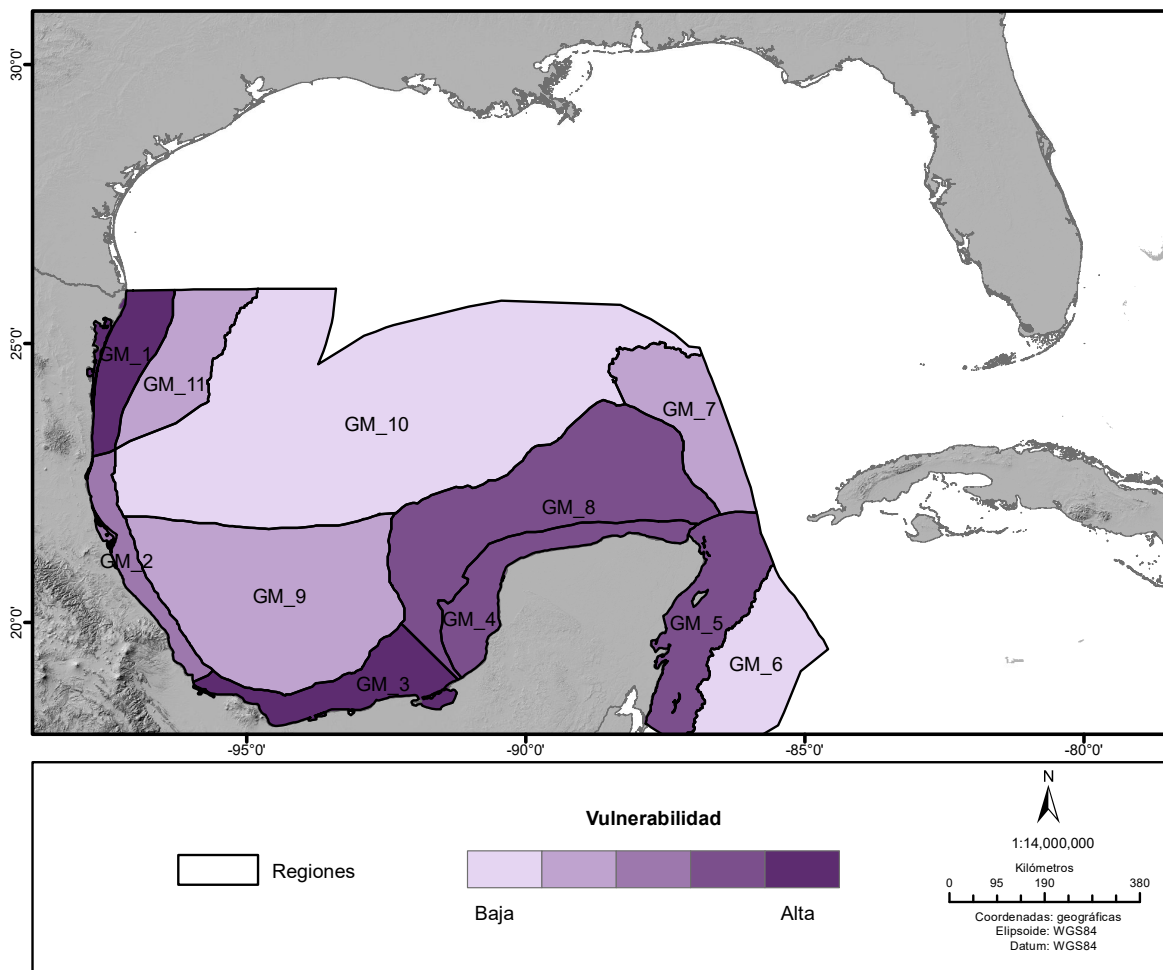 30°0'
25°0'
20°0'
GM_1
GM_11
GM_10
GM_7
GM_8
GM_2
GM_9
GM_4
GM_5
GM_6
GM_3
-95°0'
-90°0'
-85°0'
-80°0'
Vulnerabilidad
Regiones
Baja
Alta
N
1:14,000,000
Kilómetros
0 95 190 380
Coordenadas: geográficas
Elipsoide: WGS84
Datum: WGS84